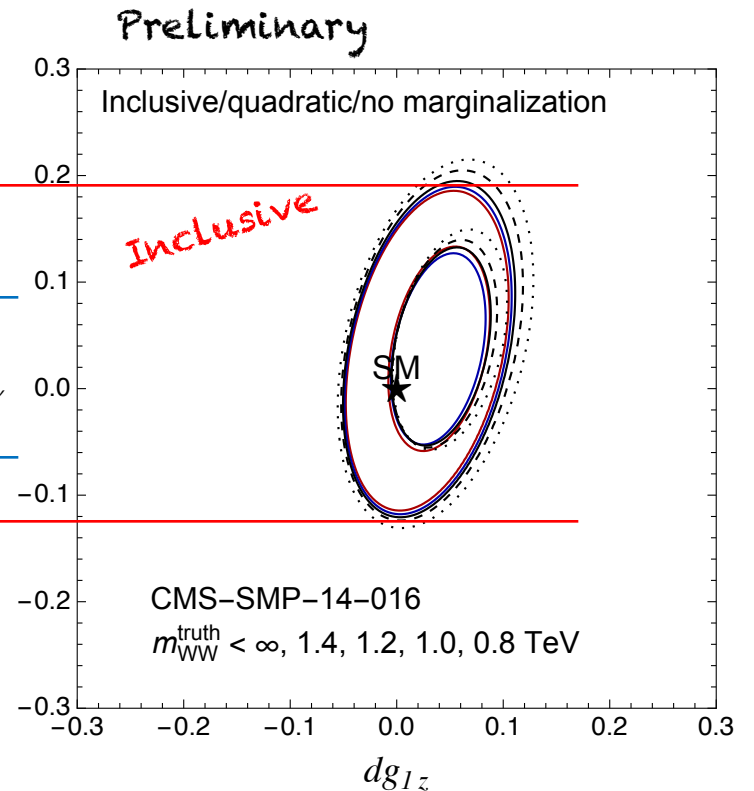 Preliminary
0.3
Inclusive/quadratic/no marginalization
0.2
Inclusive
0.1
SM
0.0
−0.1
CMS−SMP−14−016
−0.2
m_WW^truth < ∞, 1.4, 1.2, 1.0, 0.8 TeV
−0.3
−0.3 −0.2 −0.1 0.0 0.1 0.2 0.3
dg_1z